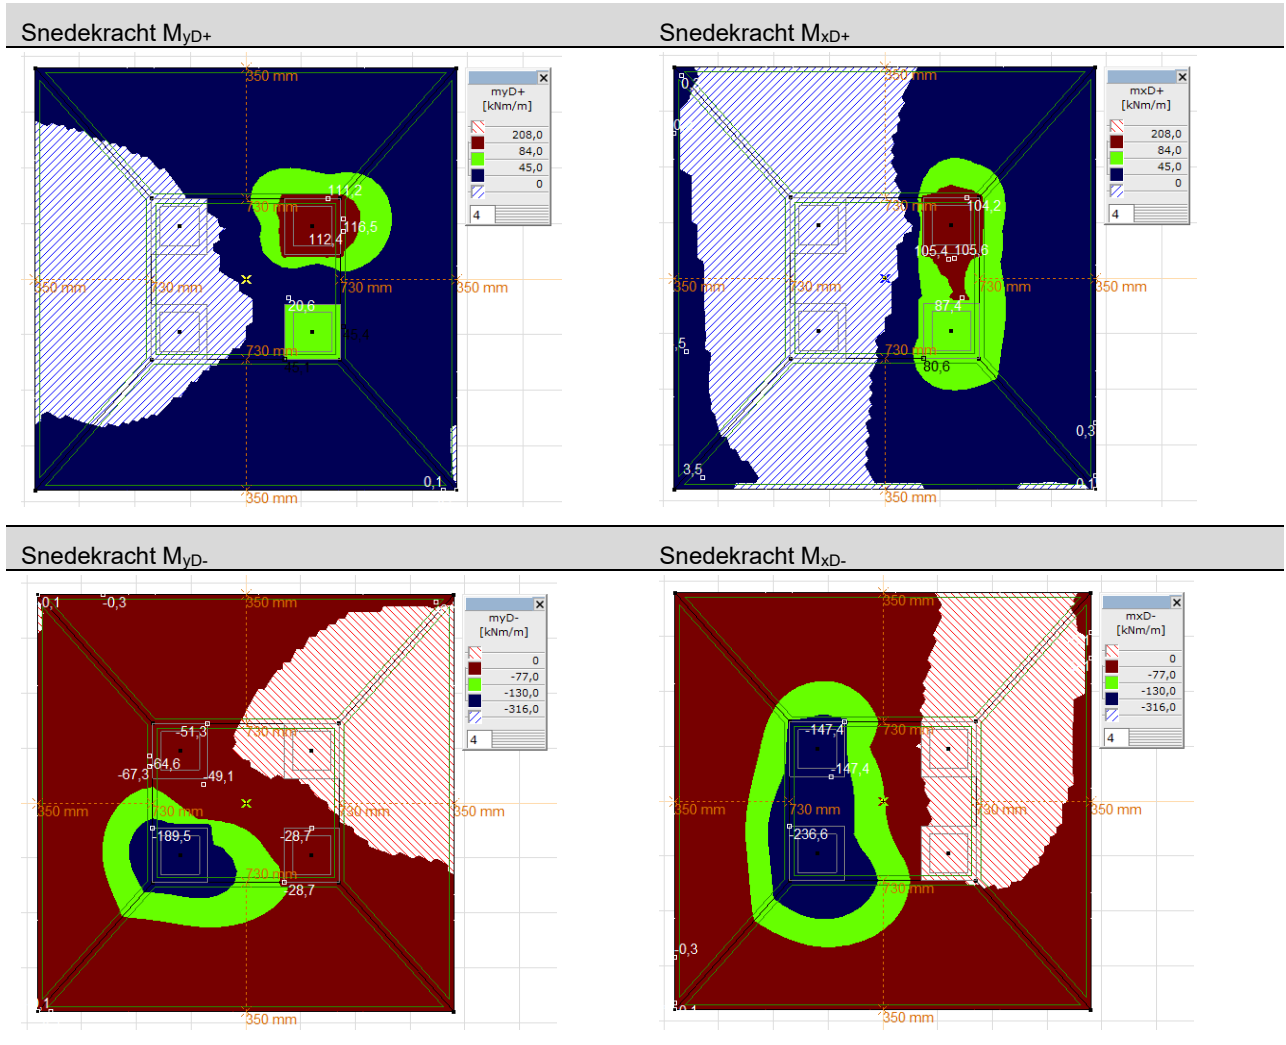 Snedekracht MyD+
Snedekracht MxD+
350 mm
myD+
[kNm/m]
208,0
84,0
45,0
0
4
111,2
730 mm
116,5
112,4
350 mm
730 mm
350 mm
20,6
730 mm
0,1
350 mm
350 mm
mxD+
[kNm/m]
208,0
84,0
45,0
0
4
730 mm
104,2
105,4
105,6
730 mm
350 mm
87,4
730 mm
80,6
0,3
3,5
0,1
350 mm
Snedekracht MyD-
Snedekracht MxD-
0,1
-0,3
350 mm
myD-
[kNm/m]
0
-77,0
-130,0
-316,0
4
-51,3
730 mm
-64,6
-67,3
-49,1
350 mm
730 mm
350 mm
-189,5
-28,7
730 mm
-28,7
350 mm
350 mm
mxD-
[kNm/m]
0
-77,0
-130,0
-316,0
4
-147,4
730 mm
-147,4
350 mm
730 mm
350 mm
-236,6
730 mm
-0,3
350 mm